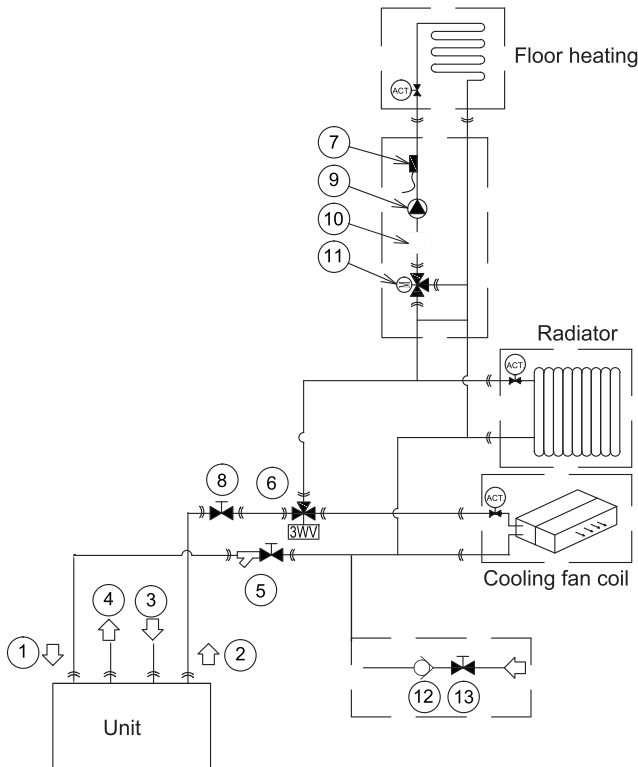 Floor heating
ACT.
7
9
10
11
Radiator
ACT.
8
6
3WV
ACT.
Cooling fan coil
5
4
3
1
2
12
13
Unit